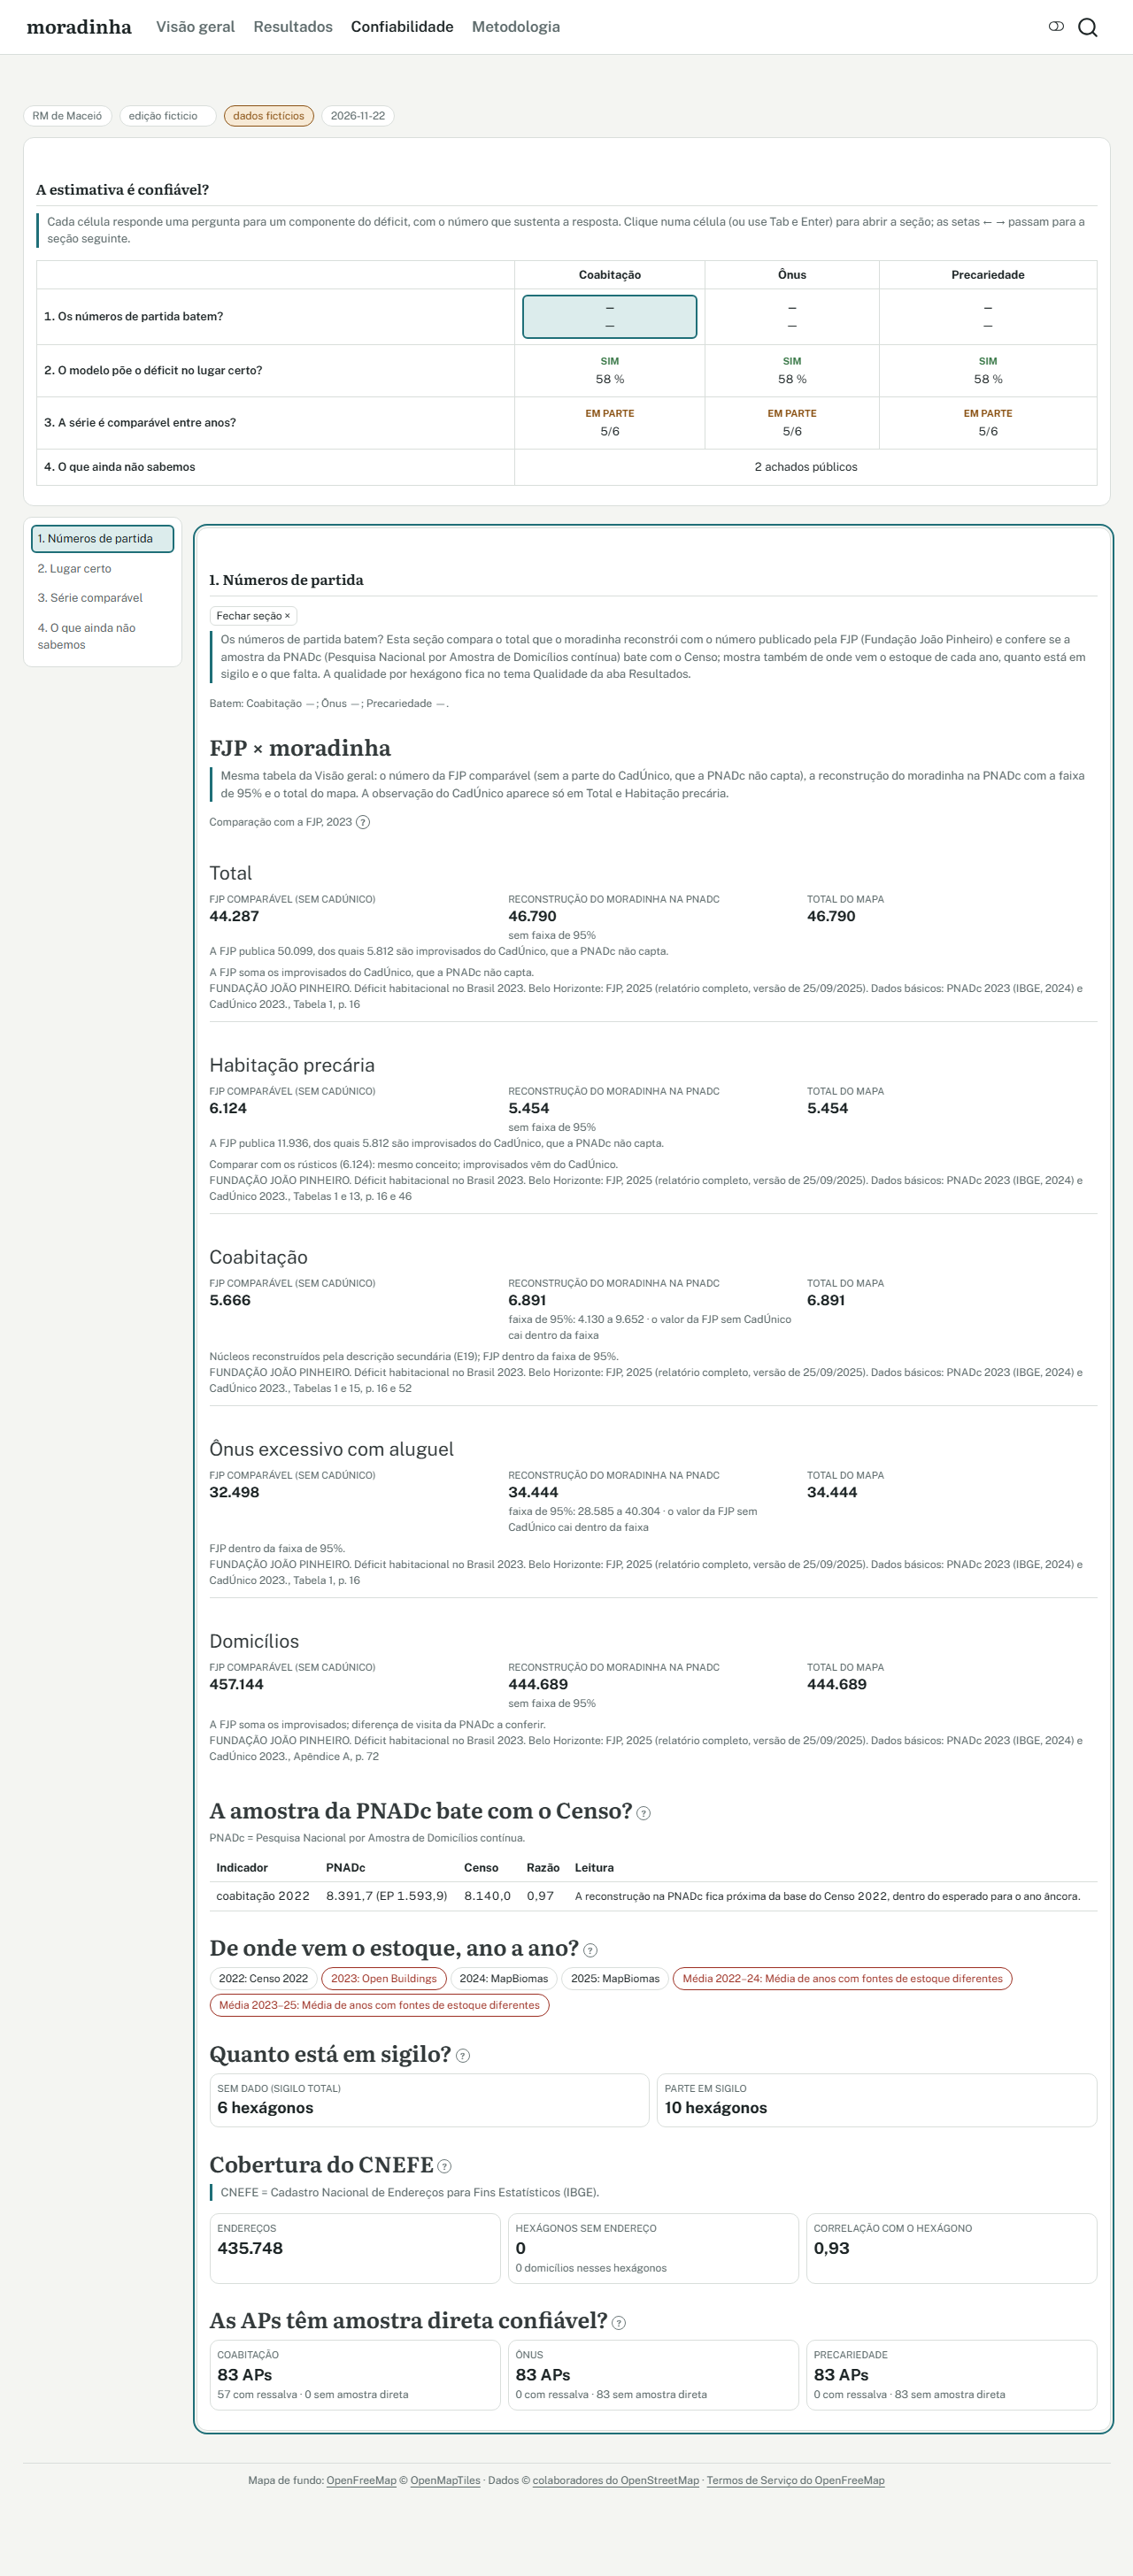 moradinha Visão geral Resultados Confiabilidade Metodologia
RM de Maceió edição ficticio dados fictícios 2026-11-22
A estimativa é confiável?
Cada célula responde uma pergunta para um componente do déficit, com o número que sustenta a resposta. Clique numa célula (ou use Tab e Enter) para abrir a seção; as setas ← → passam para a
seção seguinte.
Coabitação Ônus Precariedade
1. Os números de partida batem? — — —
— — —
2. O modelo põe o déficit no lugar certo? SIM SIM SIM
58 % 58 % 58 %
3. A série é comparável entre anos? EM PARTE EM PARTE EM PARTE
5/6 5/6 5/6
4. O que ainda não sabemos 2 achados públicos
1. Números de partida
2. Lugar certo
3. Série comparável
4. O que ainda não
sabemos
1. Números de partida
Fechar seção ×
Os números de partida batem? Esta seção compara o total que o moradinha reconstrói com o número publicado pela FJP (Fundação João Pinheiro) e confere se a
amostra da PNADc (Pesquisa Nacional por Amostra de Domicílios contínua) bate com o Censo; mostra também de onde vem o estoque de cada ano, quanto está em
sigilo e o que falta. A qualidade por hexágono fica no tema Qualidade da aba Resultados.
Batem: Coabitação —; Ônus —; Precariedade —.
FJP × moradinha
Mesma tabela da Visão geral: o número da FJP comparável (sem a parte do CadÚnico, que a PNADc não capta), a reconstrução do moradinha na PNADc com a faixa
de 95% e o total do mapa. A observação do CadÚnico aparece só em Total e Habitação precária.
Comparação com a FJP, 2023 ?
Total
FJP COMPARÁVEL (SEM CADÚNICO) RECONSTRUÇÃO DO MORADINHA NA PNADC TOTAL DO MAPA
44.287 46.790 46.790
sem faixa de 95%
A FJP publica 50.099, dos quais 5.812 são improvisados do CadÚnico, que a PNADc não capta.
A FJP soma os improvisados do CadÚnico, que a PNADc não capta.
FUNDAÇÃO JOÃO PINHEIRO. Déficit habitacional no Brasil 2023. Belo Horizonte: FJP, 2025 (relatório completo, versão de 25/09/2025). Dados básicos: PNADc 2023 (IBGE, 2024) e
CadÚnico 2023., Tabela 1, p. 16
Habitação precária
FJP COMPARÁVEL (SEM CADÚNICO) RECONSTRUÇÃO DO MORADINHA NA PNADC TOTAL DO MAPA
6.124 5.454 5.454
sem faixa de 95%
A FJP publica 11.936, dos quais 5.812 são improvisados do CadÚnico, que a PNADc não capta.
Comparar com os rústicos (6.124): mesmo conceito; improvisados vêm do CadÚnico.
FUNDAÇÃO JOÃO PINHEIRO. Déficit habitacional no Brasil 2023. Belo Horizonte: FJP, 2025 (relatório completo, versão de 25/09/2025). Dados básicos: PNADc 2023 (IBGE, 2024) e
CadÚnico 2023., Tabelas 1 e 13, p. 16 e 46
Coabitação
FJP COMPARÁVEL (SEM CADÚNICO) RECONSTRUÇÃO DO MORADINHA NA PNADC TOTAL DO MAPA
5.666 6.891 6.891
faixa de 95%: 4.130 a 9.652 · o valor da FJP sem CadÚnico
cai dentro da faixa
Núcleos reconstruídos pela descrição secundária (E19); FJP dentro da faixa de 95%.
FUNDAÇÃO JOÃO PINHEIRO. Déficit habitacional no Brasil 2023. Belo Horizonte: FJP, 2025 (relatório completo, versão de 25/09/2025). Dados básicos: PNADc 2023 (IBGE, 2024) e
CadÚnico 2023., Tabelas 1 e 15, p. 16 e 52
Ônus excessivo com aluguel
FJP COMPARÁVEL (SEM CADÚNICO) RECONSTRUÇÃO DO MORADINHA NA PNADC TOTAL DO MAPA
32.498 34.444 34.444
faixa de 95%: 28.585 a 40.304 · o valor da FJP sem
CadÚnico cai dentro da faixa
FJP dentro da faixa de 95%.
FUNDAÇÃO JOÃO PINHEIRO. Déficit habitacional no Brasil 2023. Belo Horizonte: FJP, 2025 (relatório completo, versão de 25/09/2025). Dados básicos: PNADc 2023 (IBGE, 2024) e
CadÚnico 2023., Tabela 1, p. 16
Domicílios
FJP COMPARÁVEL (SEM CADÚNICO) RECONSTRUÇÃO DO MORADINHA NA PNADC TOTAL DO MAPA
457.144 444.689 444.689
sem faixa de 95%
A FJP soma os improvisados; diferença de visita da PNADc a conferir.
FUNDAÇÃO JOÃO PINHEIRO. Déficit habitacional no Brasil 2023. Belo Horizonte: FJP, 2025 (relatório completo, versão de 25/09/2025). Dados básicos: PNADc 2023 (IBGE, 2024) e
CadÚnico 2023., Apêndice A, p. 72
A amostra da PNADc bate com o Censo? ?
PNADc = Pesquisa Nacional por Amostra de Domicílios contínua.
Indicador PNADc Censo Razão Leitura
coabitação 2022 8.391,7 (EP 1.593,9) 8.140,0 0,97 A reconstrução na PNADc fica próxima da base do Censo 2022, dentro do esperado para o ano âncora.
De onde vem o estoque, ano a ano? ?
2022: Censo 2022 2023: Open Buildings 2024: MapBiomas 2025: MapBiomas Média 2022–24: Média de anos com fontes de estoque diferentes
Média 2023–25: Média de anos com fontes de estoque diferentes
Quanto está em sigilo? ?
SEM DADO (SIGILO TOTAL) PARTE EM SIGILO
6 hexágonos 10 hexágonos
Cobertura do CNEFE ?
CNEFE = Cadastro Nacional de Endereços para Fins Estatísticos (IBGE).
ENDEREÇOS HEXÁGONOS SEM ENDEREÇO CORRELAÇÃO COM O HEXÁGONO
435.748 0 0,93
0 domicílios nesses hexágonos
As APs têm amostra direta confiável? ?
COABITAÇÃO ÔNUS PRECARIEDADE
83 APs 83 APs 83 APs
57 com ressalva · 0 sem amostra direta 0 com ressalva · 83 sem amostra direta 0 com ressalva · 83 sem amostra direta
Mapa de fundo: OpenFreeMap © OpenMapTiles · Dados © colaboradores do OpenStreetMap · Termos de Serviço do OpenFreeMap